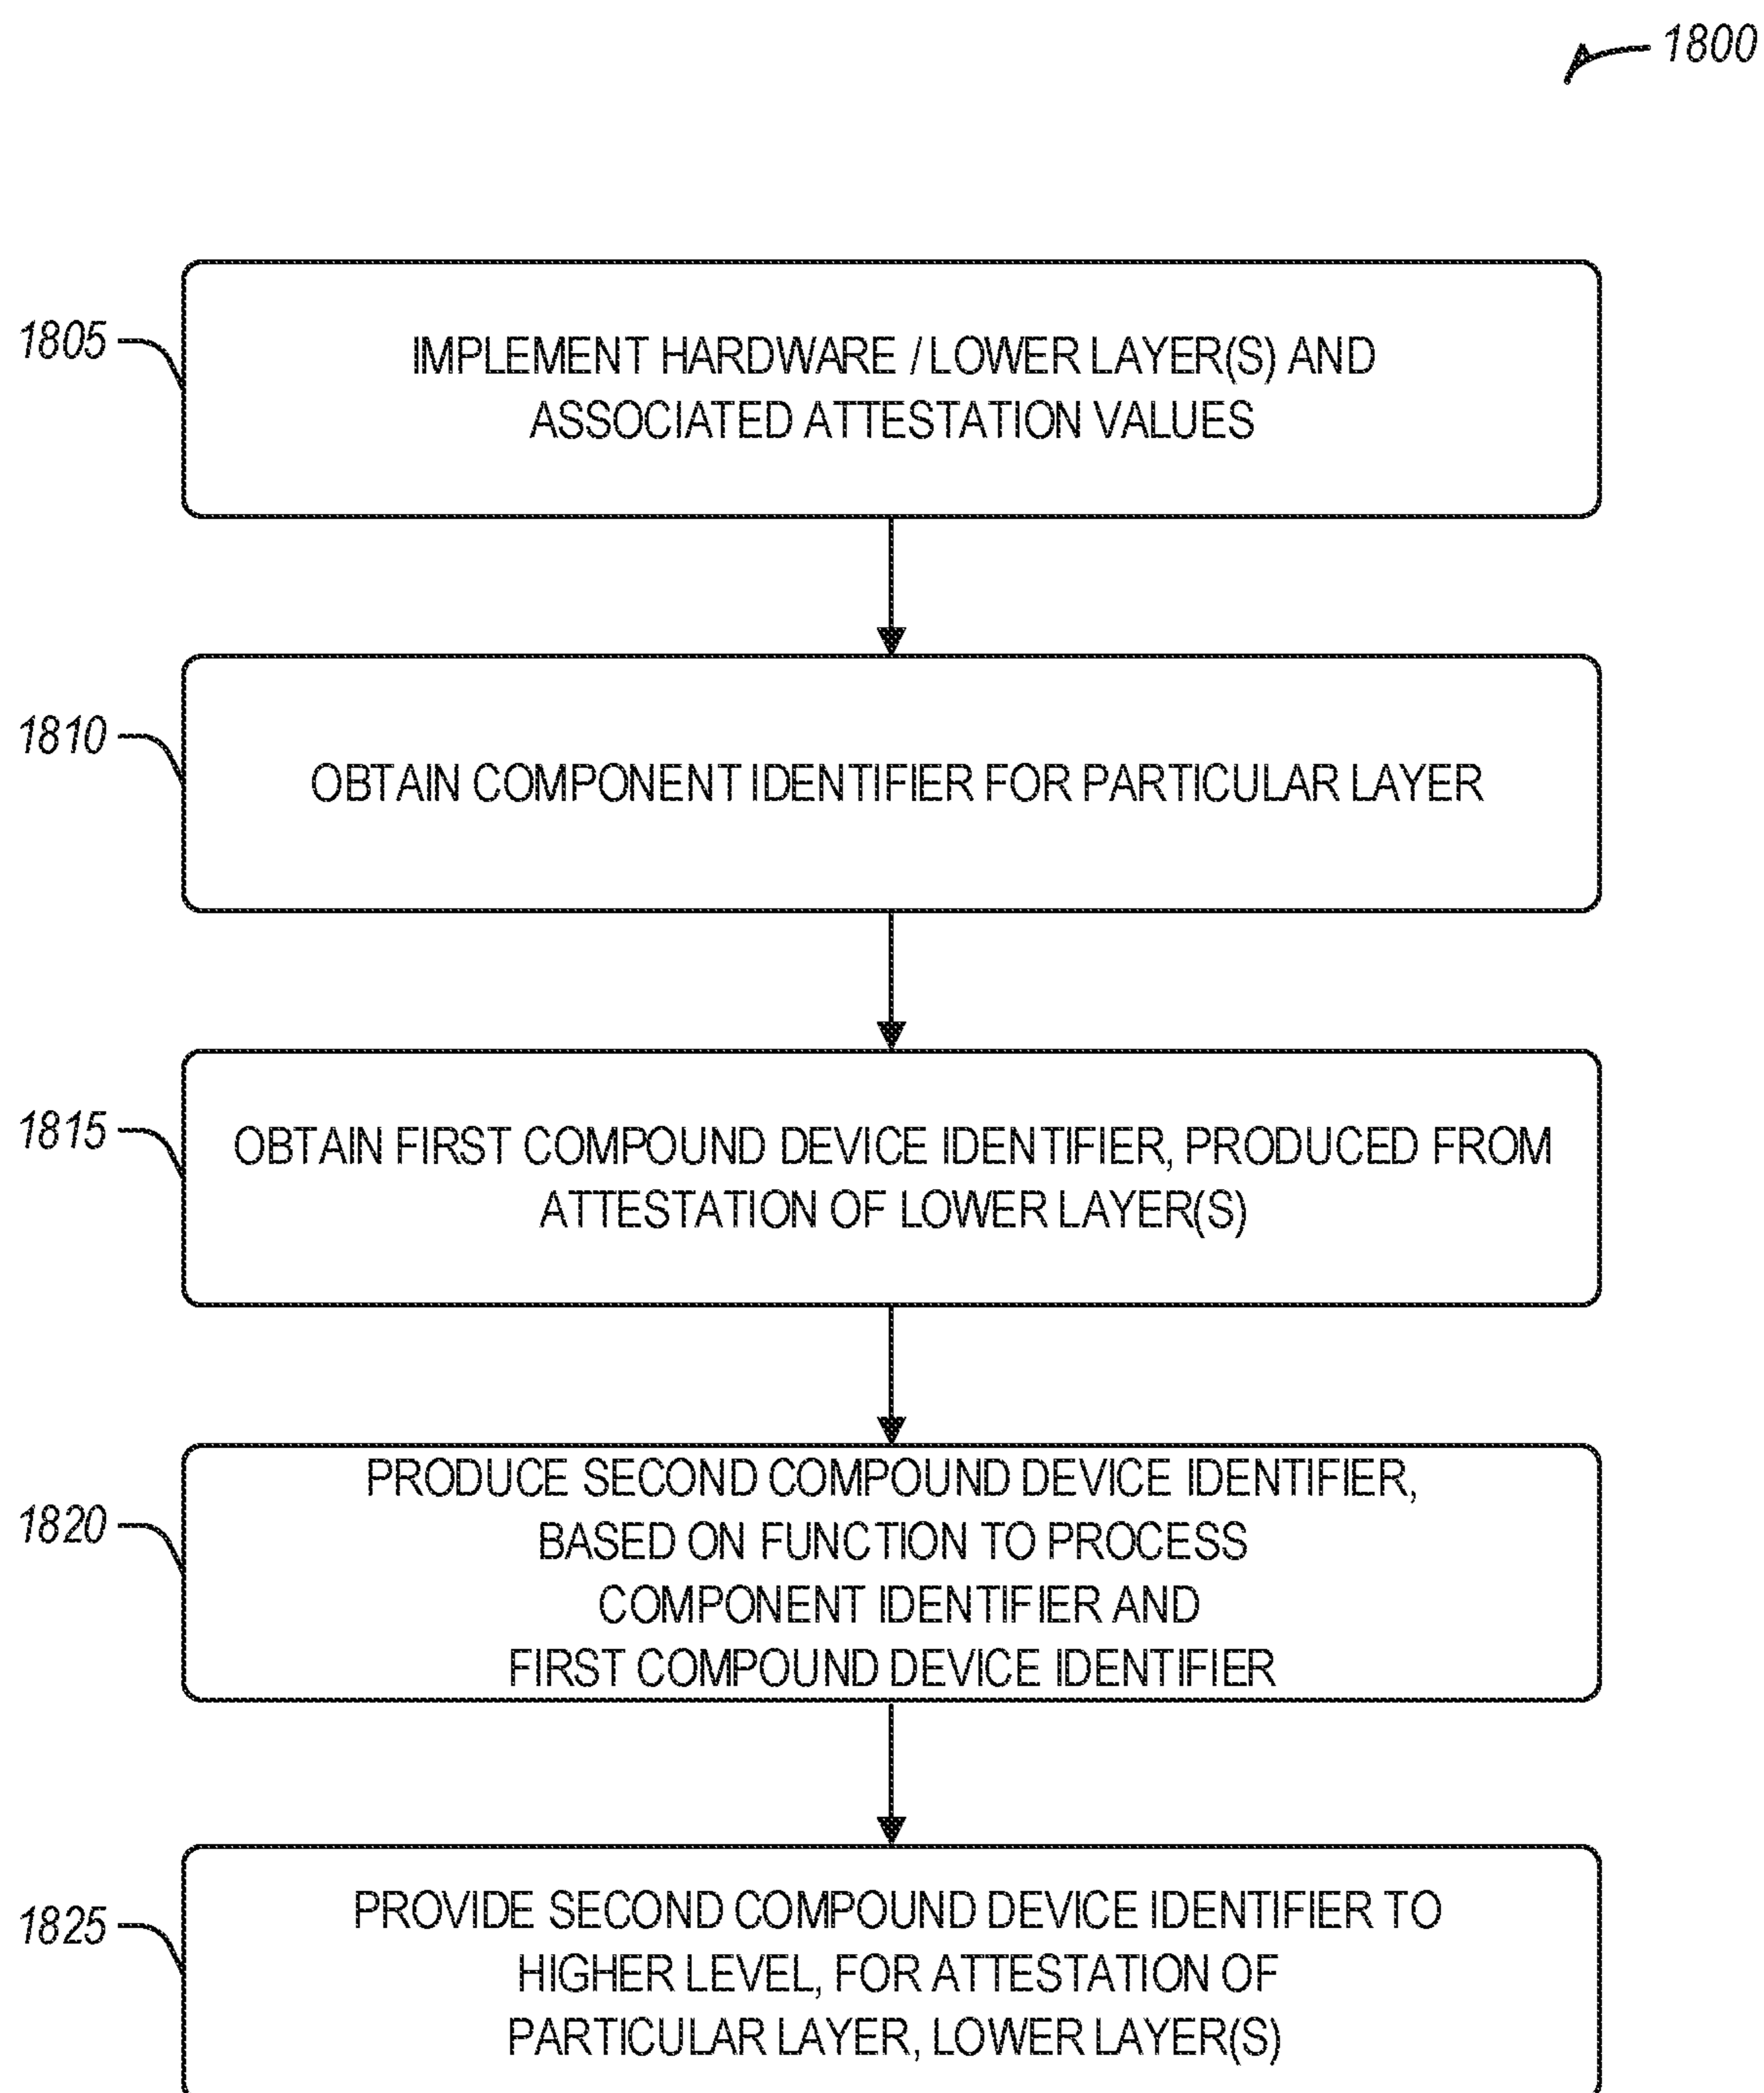 1800
1805
IMPLEMENT HARDWARE / LOWER LAYER(S) AND
ASSOCIATED ATTESTATION VALUES
1810
OBTAIN COMPONENT IDENTIFIER FOR PARTICULAR LAYER
1815
OBTAIN FIRST COMPOUND DEVICE IDENTIFIER, PRODUCED FROM
ATTESTATION OF LOWER LAYER(S)
1820
PRODUCE SECOND COMPOUND DEVICE IDENTIFIER,
BASED ON FUNCTION TO PROCESS
COMPONENT IDENTIFIER AND
FIRST COMPOUND DEVICE IDENTIFIER
1825
PROVIDE SECOND COMPOUND DEVICE IDENTIFIER TO
HIGHER LEVEL, FOR ATTESTATION OF
PARTICULAR LAYER, LOWER LAYER(S)